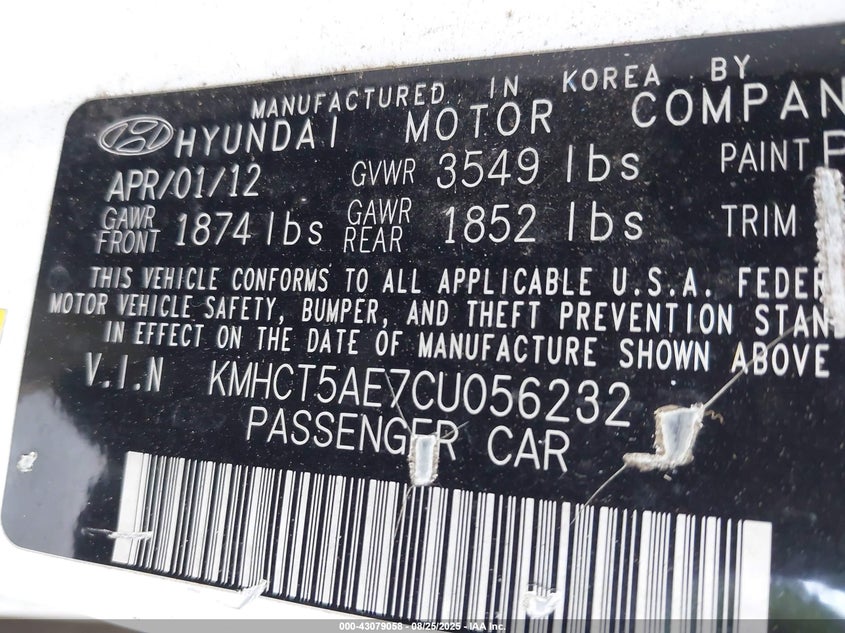 MANUFACTURED IN KOREA BY
HYUNDAI MOTOR COMPAN
APR/01/12 GVWR 3549 lbs PAINT P
GAWR FRONT 1874 lbs GAWR REAR 1852 lbs TRIM
THIS VEHICLE CONFORMS TO ALL APPLICABLE U.S.A. FEDER
MOTOR VEHICLE SAFETY, BUMPER, AND THEFT PREVENTION STAN
IN EFFECT ON THE DATE OF MANUFACTURE SHOWN ABOVE
V.I.N KMHCT5AE7CU056232
PASSENGER CAR
000-43079058 - 08/25/2025 - IAA, Inc.